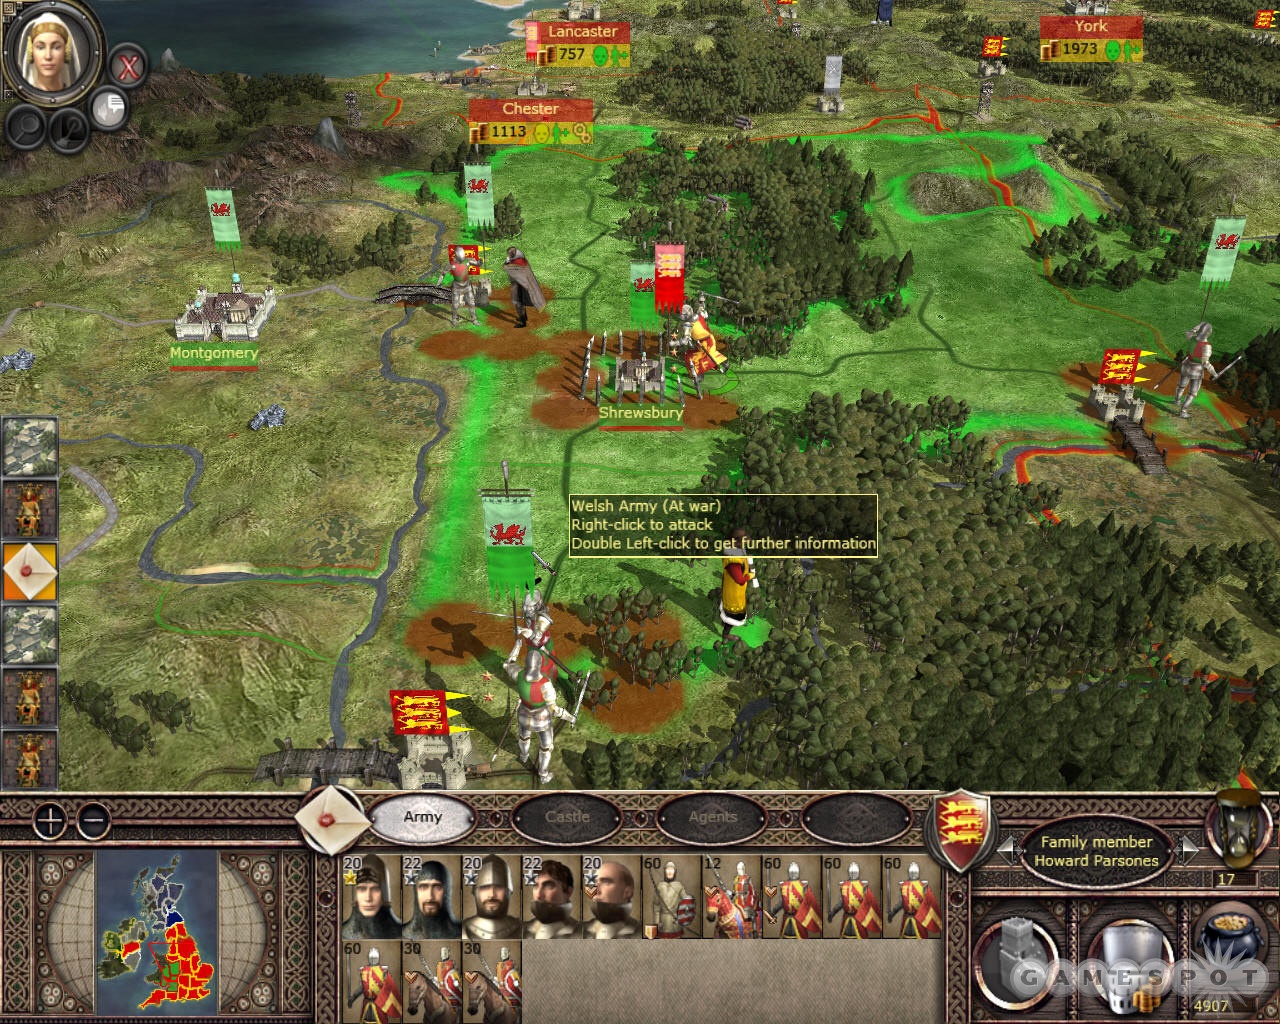 Lancaster
757
York
1973
Chester
1113
Montgomery
Shrewsbury
Welsh Army (At war)
Right-click to attack
Double Left-click to get further information
Army
Castle
Agents
Family member
Howard Parsones
17
20
22
20
22
20
60
12
60
60
60
60
30
30
GAMESPOT
4907